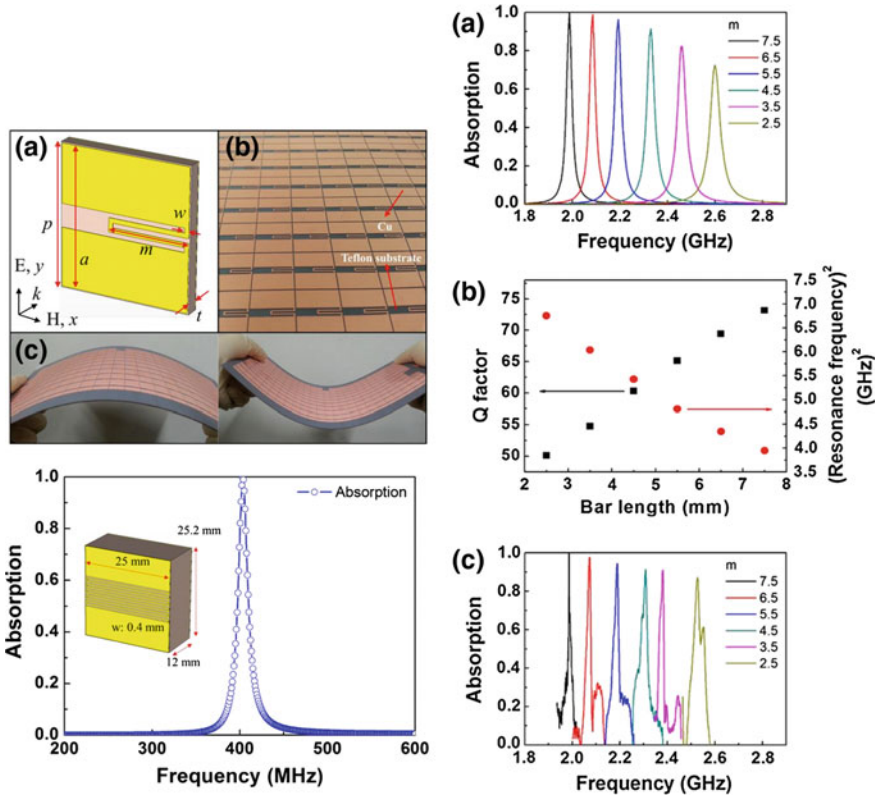 (a)
p
a
w
m
t
E, y
k
H, x
(b)
Cu
Teflon substrate
(c)
Absorption
1.0
0.8
0.6
0.4
0.2
0.0
200 300 400 500 600
Frequency (MHz)
Absorption
25 mm
25.2 mm
w: 0.4 mm
12 mm
(a)
Absorption
1.0
0.8
0.6
0.4
0.2
0.0
m
7.5
6.5
5.5
4.5
3.5
2.5
1.8 2.0 2.2 2.4 2.6 2.8
Frequency (GHz)
(b)
Q factor
75
70
65
60
55
50
7.5
7.0
6.5
6.0
5.5
5.0
4.5
4.0
3.5
(Resonance frequency)²
(GHz)²
2 3 4 5 6 7 8
Bar length (mm)
(c)
Absorption
1.0
0.8
0.6
0.4
0.2
0.0
m
7.5
6.5
5.5
4.5
3.5
2.5
1.8 2.0 2.2 2.4 2.6 2.8
Frequency (GHz)